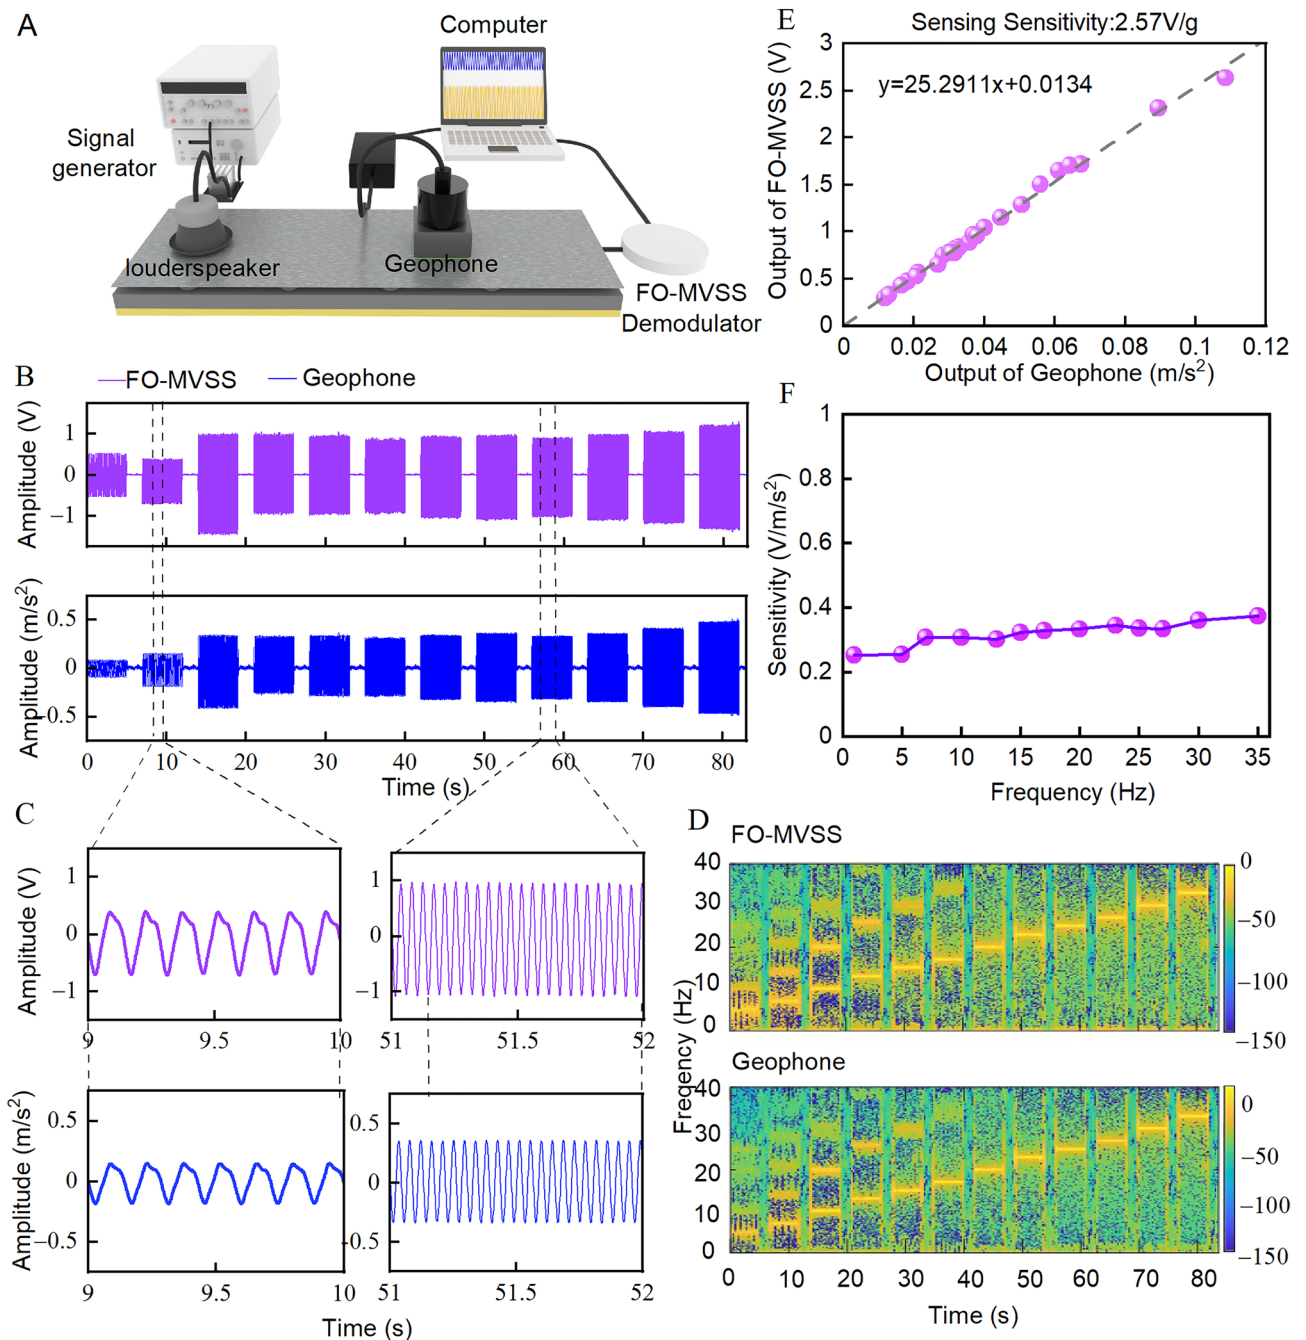 A
Computer
Signal
generator
louderspeaker
Geophone
FO-MVSS
Demodulator
E
Sensing Sensitivity:2.57V/g
y=25.2911x+0.0134
Output of FO-MVSS (V)
3
2.5
2
1.5
1
0.5
0
0 0.02 0.04 0.06 0.08 0.1 0.12
Output of Geophone (m/s²)
B
FO-MVSS Geophone
Amplitude (V)
1
0
−1
Amplitude (m/s²)
0.5
0
-0.5
0 10 20 30 40 50 60 70 80
Time (s)
F
Sensitivity (V/m/s²)
1
0.8
0.6
0.4
0.2
0
0 5 10 15 20 25 30 35
Frequency (Hz)
C
Amplitude (V)
1
0
−1
9 9.5 10
1
0
−1
51 51.5 52
Amplitude (m/s²)
0.5
0
−0.5
9 9.5 10
0.5
0
-0.5
51 51.5 52
Time (s)
D
FO-MVSS
40
30
20
10
0
0
−50
−100
−150
Freqency (Hz)
Geophone
40
30
20
10
0
0
−50
−100
−150
0 10 20 30 40 50 60 70 80
Time (s)